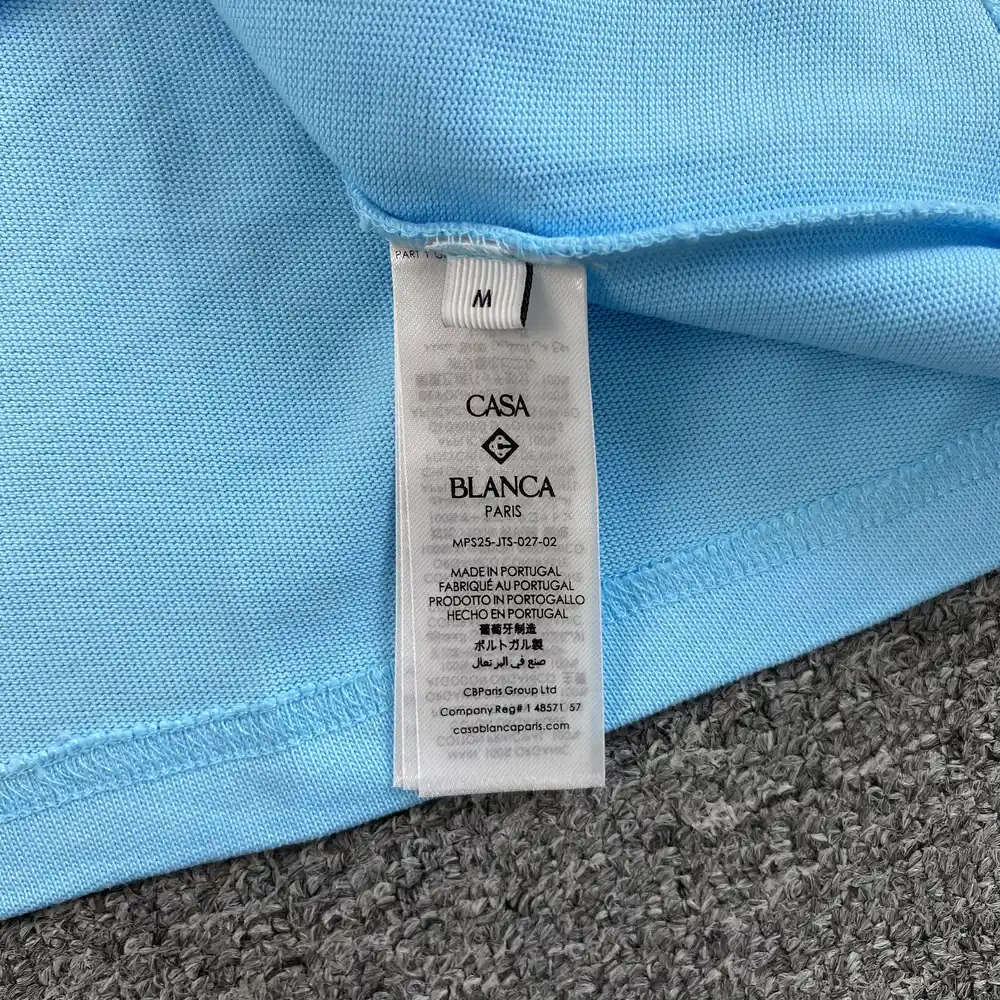 PART 1 O
M
CASA
BLANCA
PARIS
MPS25-JTS-027-02
MADE IN PORTUGAL
FABRIQUÉ AU PORTUGAL
PRODOTTO IN PORTOGALLO
HECHO EN PORTUGAL
葡萄牙制造
ポルトガル製
صنع في البرتغال
CBParis Group Ltd
Company Reg# 1 48571 57
casablancaparis.com